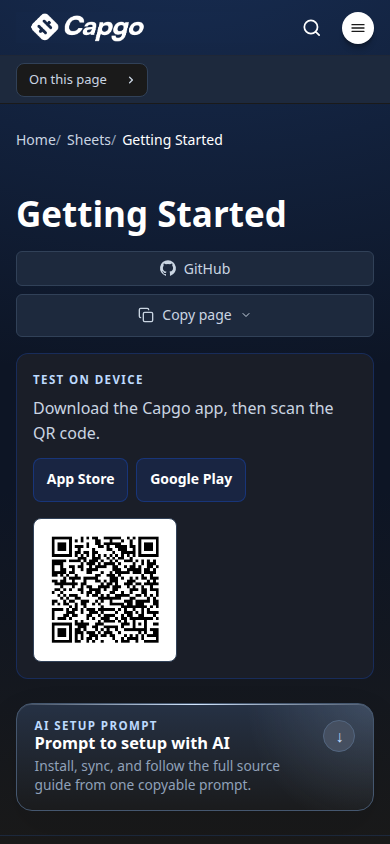 Capgo
On this page
Home/ Sheets/ Getting Started
Getting Started
GitHub
Copy page
TEST ON DEVICE
Download the Capgo app, then scan the
QR code.
App Store
Google Play
AI SETUP PROMPT
Prompt to setup with AI
Install, sync, and follow the full source
guide from one copyable prompt.